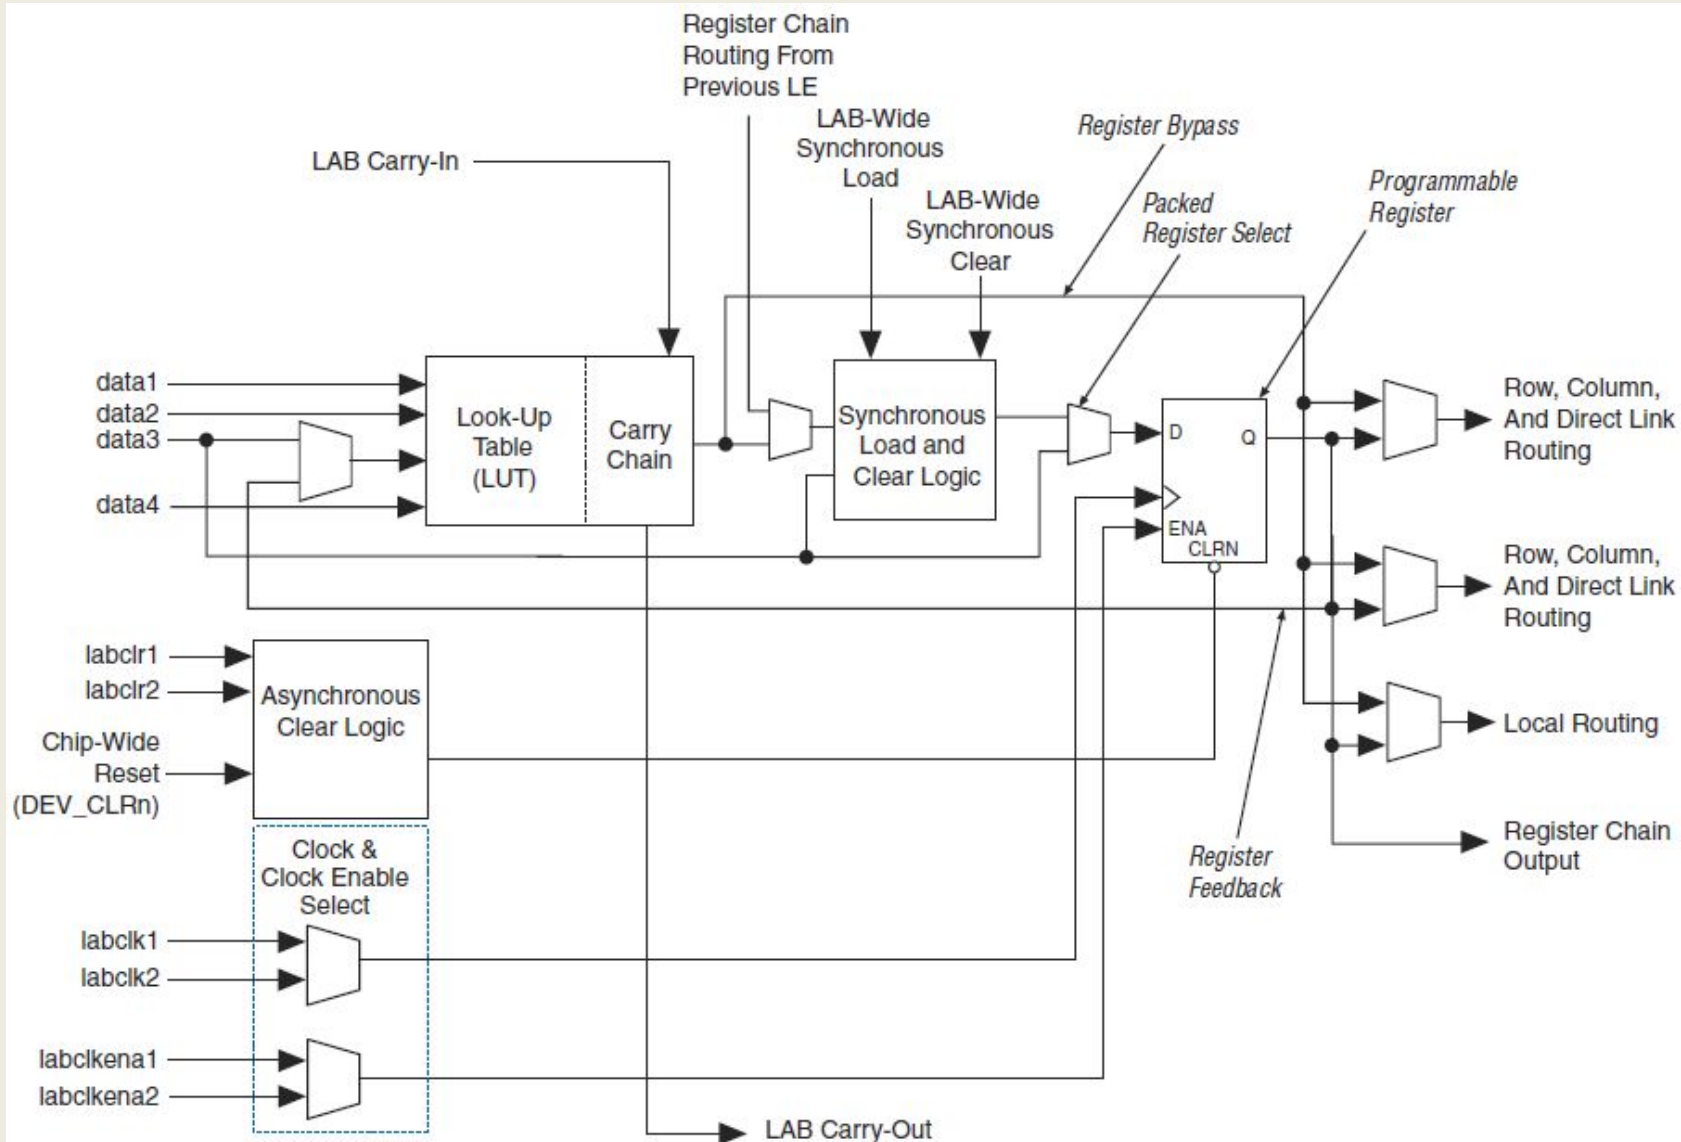 Register Chain
Routing From
Previous LE
LAB-Wide
Synchronous
Load
Register Bypass
LAB Carry-In
Programmable
Register
LAB-Wide
Synchronous
Clear
Packed
Register Select
data1
data2
data3
data4
Look-Up
Table
(LUT)
Carry
Chain
Synchronous
Load and
Clear Logic
D
Q
ENA
CLRN
Row, Column,
And Direct Link
Routing
Row, Column,
And Direct Link
Routing
labclr1
labclr2
Chip-Wide
Reset
(DEV_CLRn)
Asynchronous
Clear Logic
Local Routing
Register Chain
Output
Register
Feedback
Clock &
Clock Enable
Select
labclk1
labclk2
labclkena1
labclkena2
LAB Carry-Out